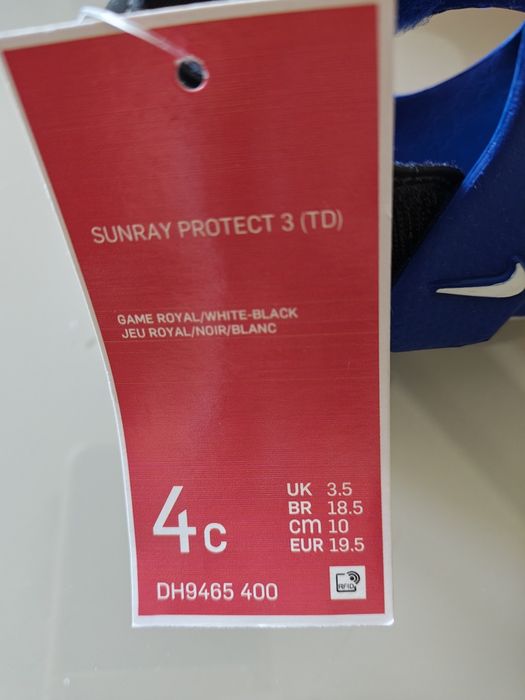 SUNRAY PROTECT 3 (TD)
GAME ROYAL/WHITE-BLACK
JEU ROYAL/NOIR/BLANC
4C
UK 3.5
BR 18.5
cm 10
EUR 19.5
DH9465 400
RFID